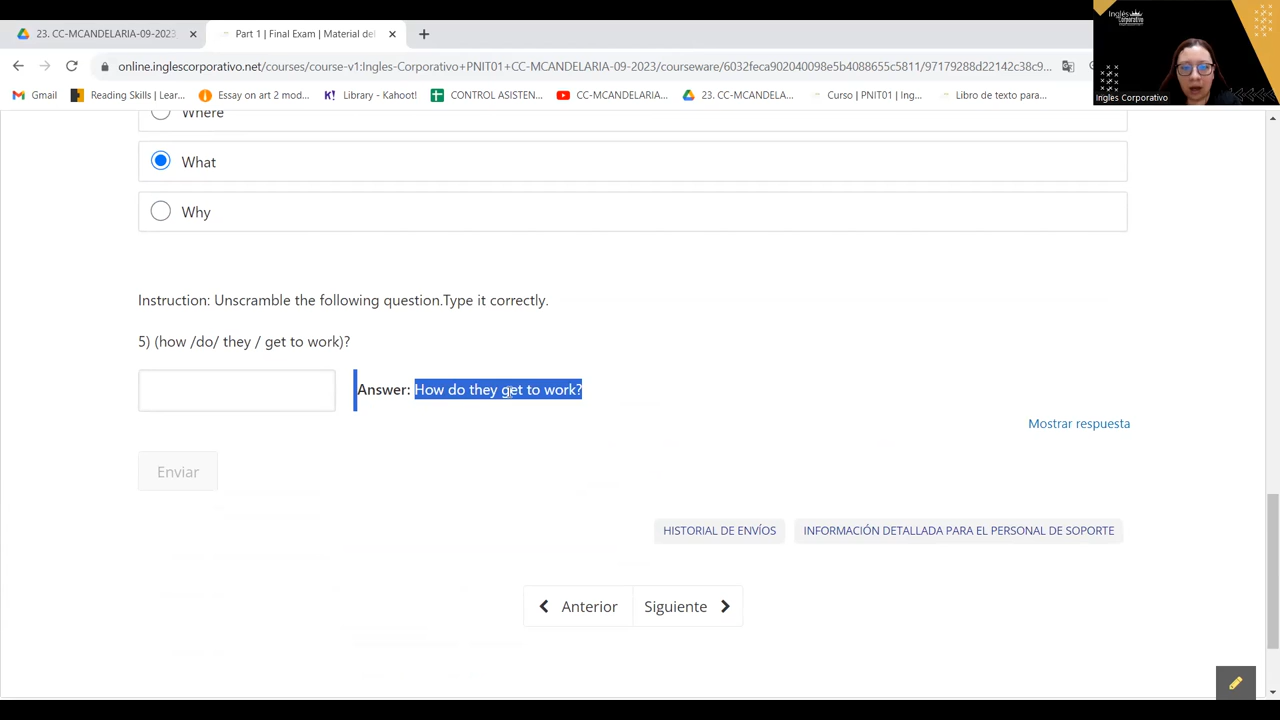 23. CC-MCANDELARIA-09-2023
Part 1 | Final Exam | Material del
online.inglescorporativo.net/courses/course-v1:Ingles-Corporativo+PNIT01+CC-MCANDELARIA-09-2023/courseware/6032feca902040098e5b4088655c5811/97179288d22142c38c9...
Gmail
Reading Skills | Lear...
Essay on art 2 mod...
Library - Kahoo...
CONTROL ASISTEN...
CC-MCANDELARIA...
23. CC-MCANDELA...
Curso | PNIT01 | Ing...
Libro de texto para...
Inglés
Corporativo
Ingles Corporativo
Where
What
Why
Instruction: Unscramble the following question.Type it correctly.
5) (how /do/ they / get to work)?
Answer: How do they get to work?
Mostrar respuesta
Enviar
HISTORIAL DE ENVÍOS
INFORMACIÓN DETALLADA PARA EL PERSONAL DE SOPORTE
Anterior
Siguiente